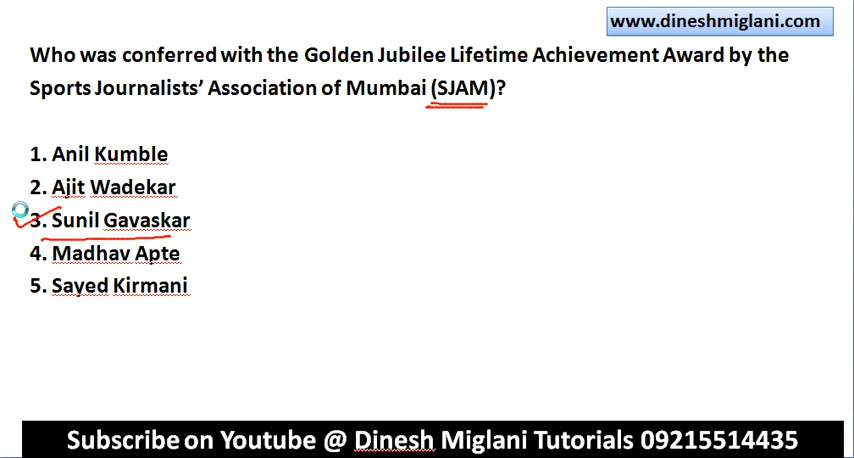 www.dineshmiglani.com
Who was conferred with the Golden Jubilee Lifetime Achievement Award by the
Sports Journalists’ Association of Mumbai (SJAM)?
1. Anil Kumble
2. Ajit Wadekar
3. Sunil Gavaskar
4. Madhav Apte
5. Sayed Kirmani
Subscribe on Youtube @ Dinesh Miglani Tutorials 09215514435